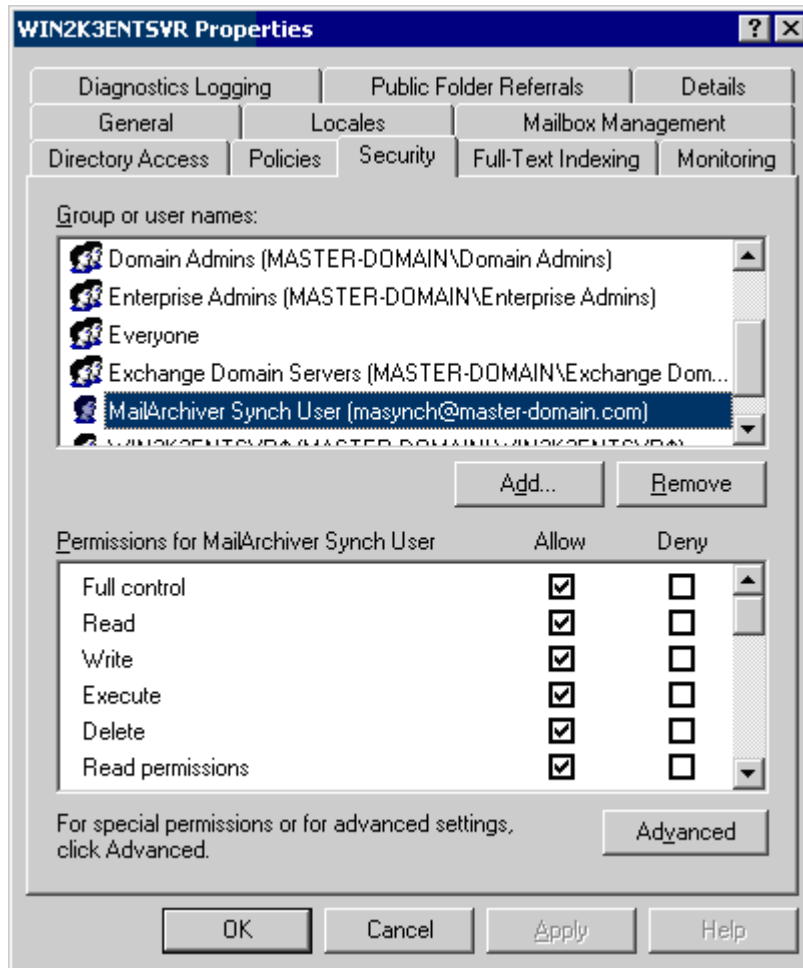 WIN2K3ENTSVR Properties
Diagnostics Logging Public Folder Referrals Details
General Locales Mailbox Management
Directory Access Policies Security Full-Text Indexing Monitoring
Group or user names:
Domain Admins (MASTER-DOMAIN\Domain Admins)
Enterprise Admins (MASTER-DOMAIN\Enterprise Admins)
Everyone
Exchange Domain Servers (MASTER-DOMAIN\Exchange Dom...
MailArchiver Synch User (masynch@master-domain.com)
WIN2K3ENTSVR$ (MASTER-DOMAIN\WIN2K3ENTSVR$)
Add... Remove
Permissions for MailArchiver Synch User Allow Deny
Full control
Read
Write
Execute
Delete
Read permissions
For special permissions or for advanced settings,
click Advanced.
Advanced
OK Cancel Apply Help